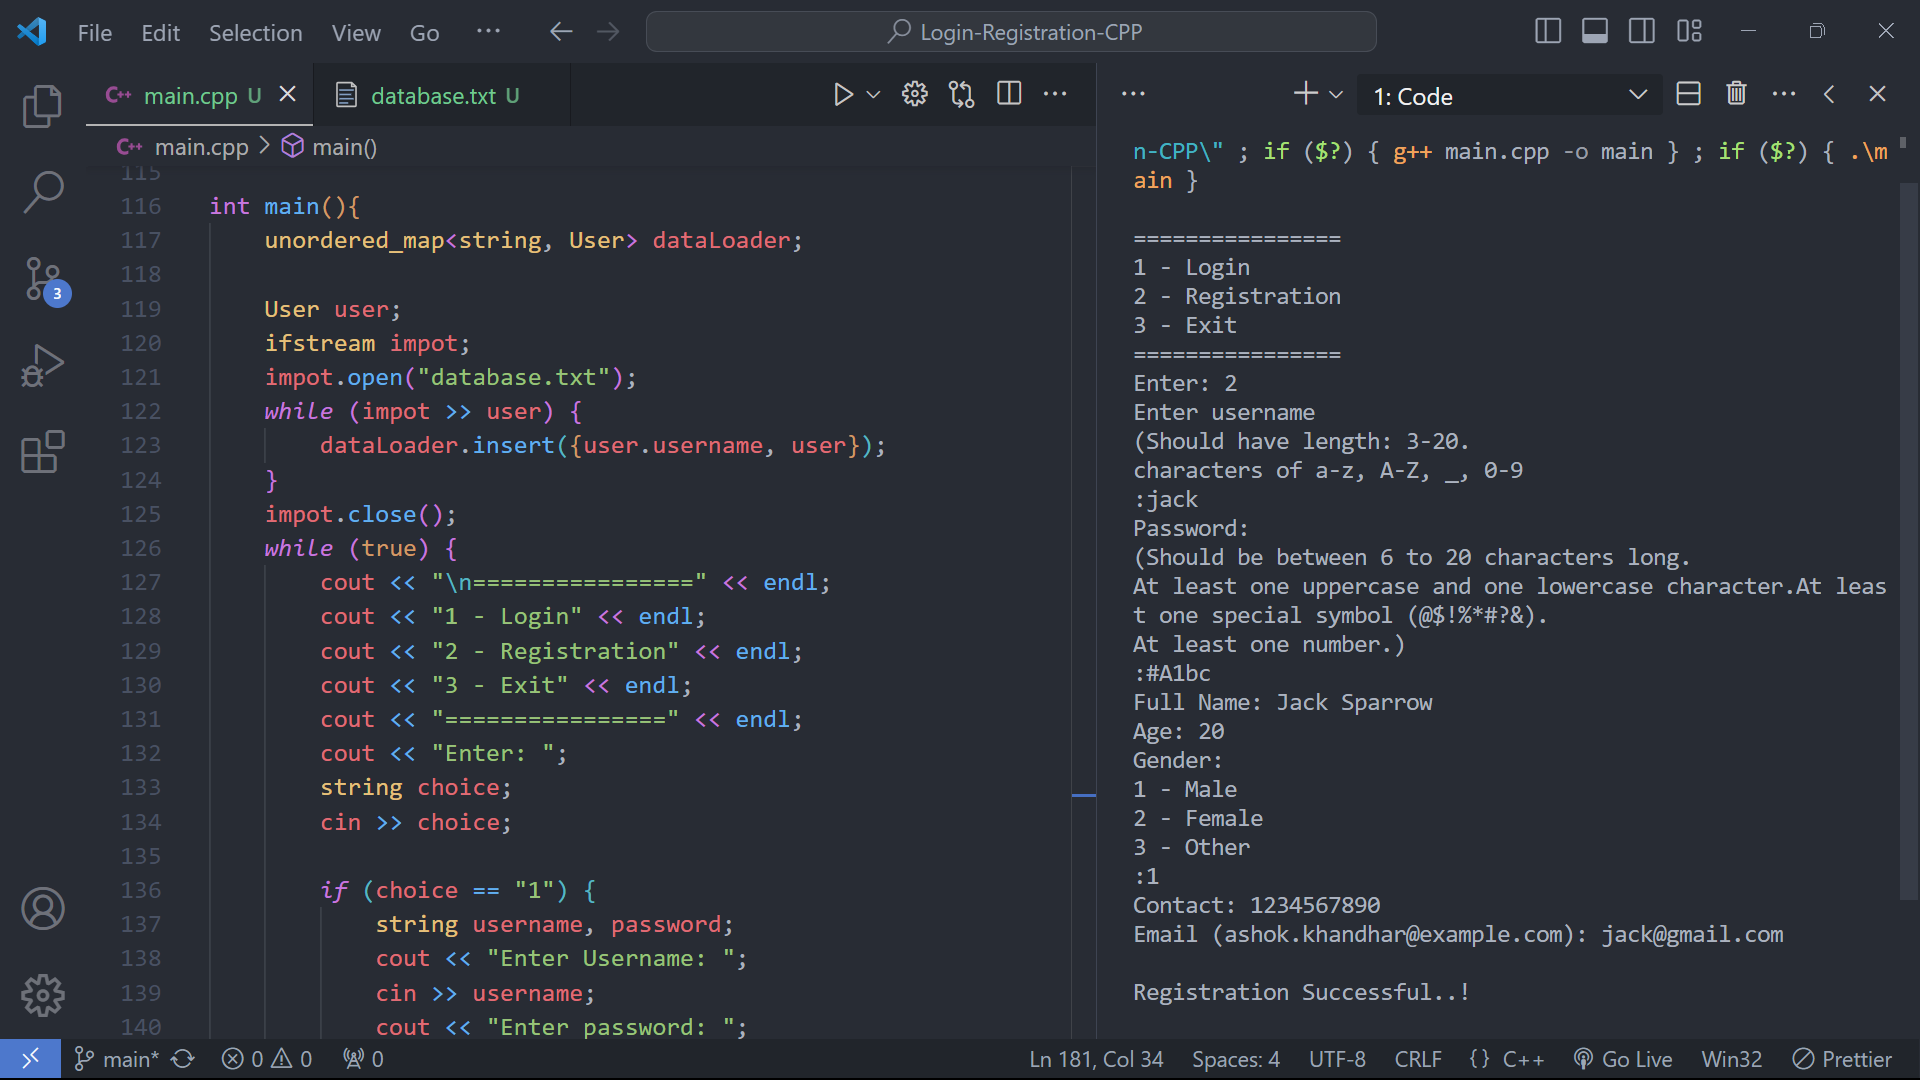 File Edit Selection View Go ··· Login-Registration-CPP
main.cpp U database.txt U
main.cpp > main()
115
116 int main(){
117 unordered_map<string, User> dataLoader;
118
119 User user;
120 ifstream impot;
121 impot.open("database.txt");
122 while (impot >> user) {
123 dataLoader.insert({user.username, user});
124 }
125 impot.close();
126 while (true) {
127 cout << "\n================" << endl;
128 cout << "1 - Login" << endl;
129 cout << "2 - Registration" << endl;
130 cout << "3 - Exit" << endl;
131 cout << "================" << endl;
132 cout << "Enter: ";
133 string choice;
134 cin >> choice;
135
136 if (choice == "1") {
137 string username, password;
138 cout << "Enter Username: ";
139 cin >> username;
140 cout << "Enter password: ";
1: Code
n-CPP\" ; if ($?) { g++ main.cpp -o main } ; if ($?) { .\m
ain }
================
1 - Login
2 - Registration
3 - Exit
================
Enter: 2
Enter username
(Should have length: 3-20.
characters of a-z, A-Z, _, 0-9
:jack
Password:
(Should be between 6 to 20 characters long.
At least one uppercase and one lowercase character.At leas
t one special symbol (@$!%*#?&).
At least one number.)
:#A1bc
Full Name: Jack Sparrow
Age: 20
Gender:
1 - Male
2 - Female
3 - Other
:1
Contact: 1234567890
Email (ashok.khandhar@example.com): jack@gmail.com
Registration Successful..!
3
main* 0 0 0 Ln 181, Col 34 Spaces: 4 UTF-8 CRLF {} C++ Go Live Win32 Prettier